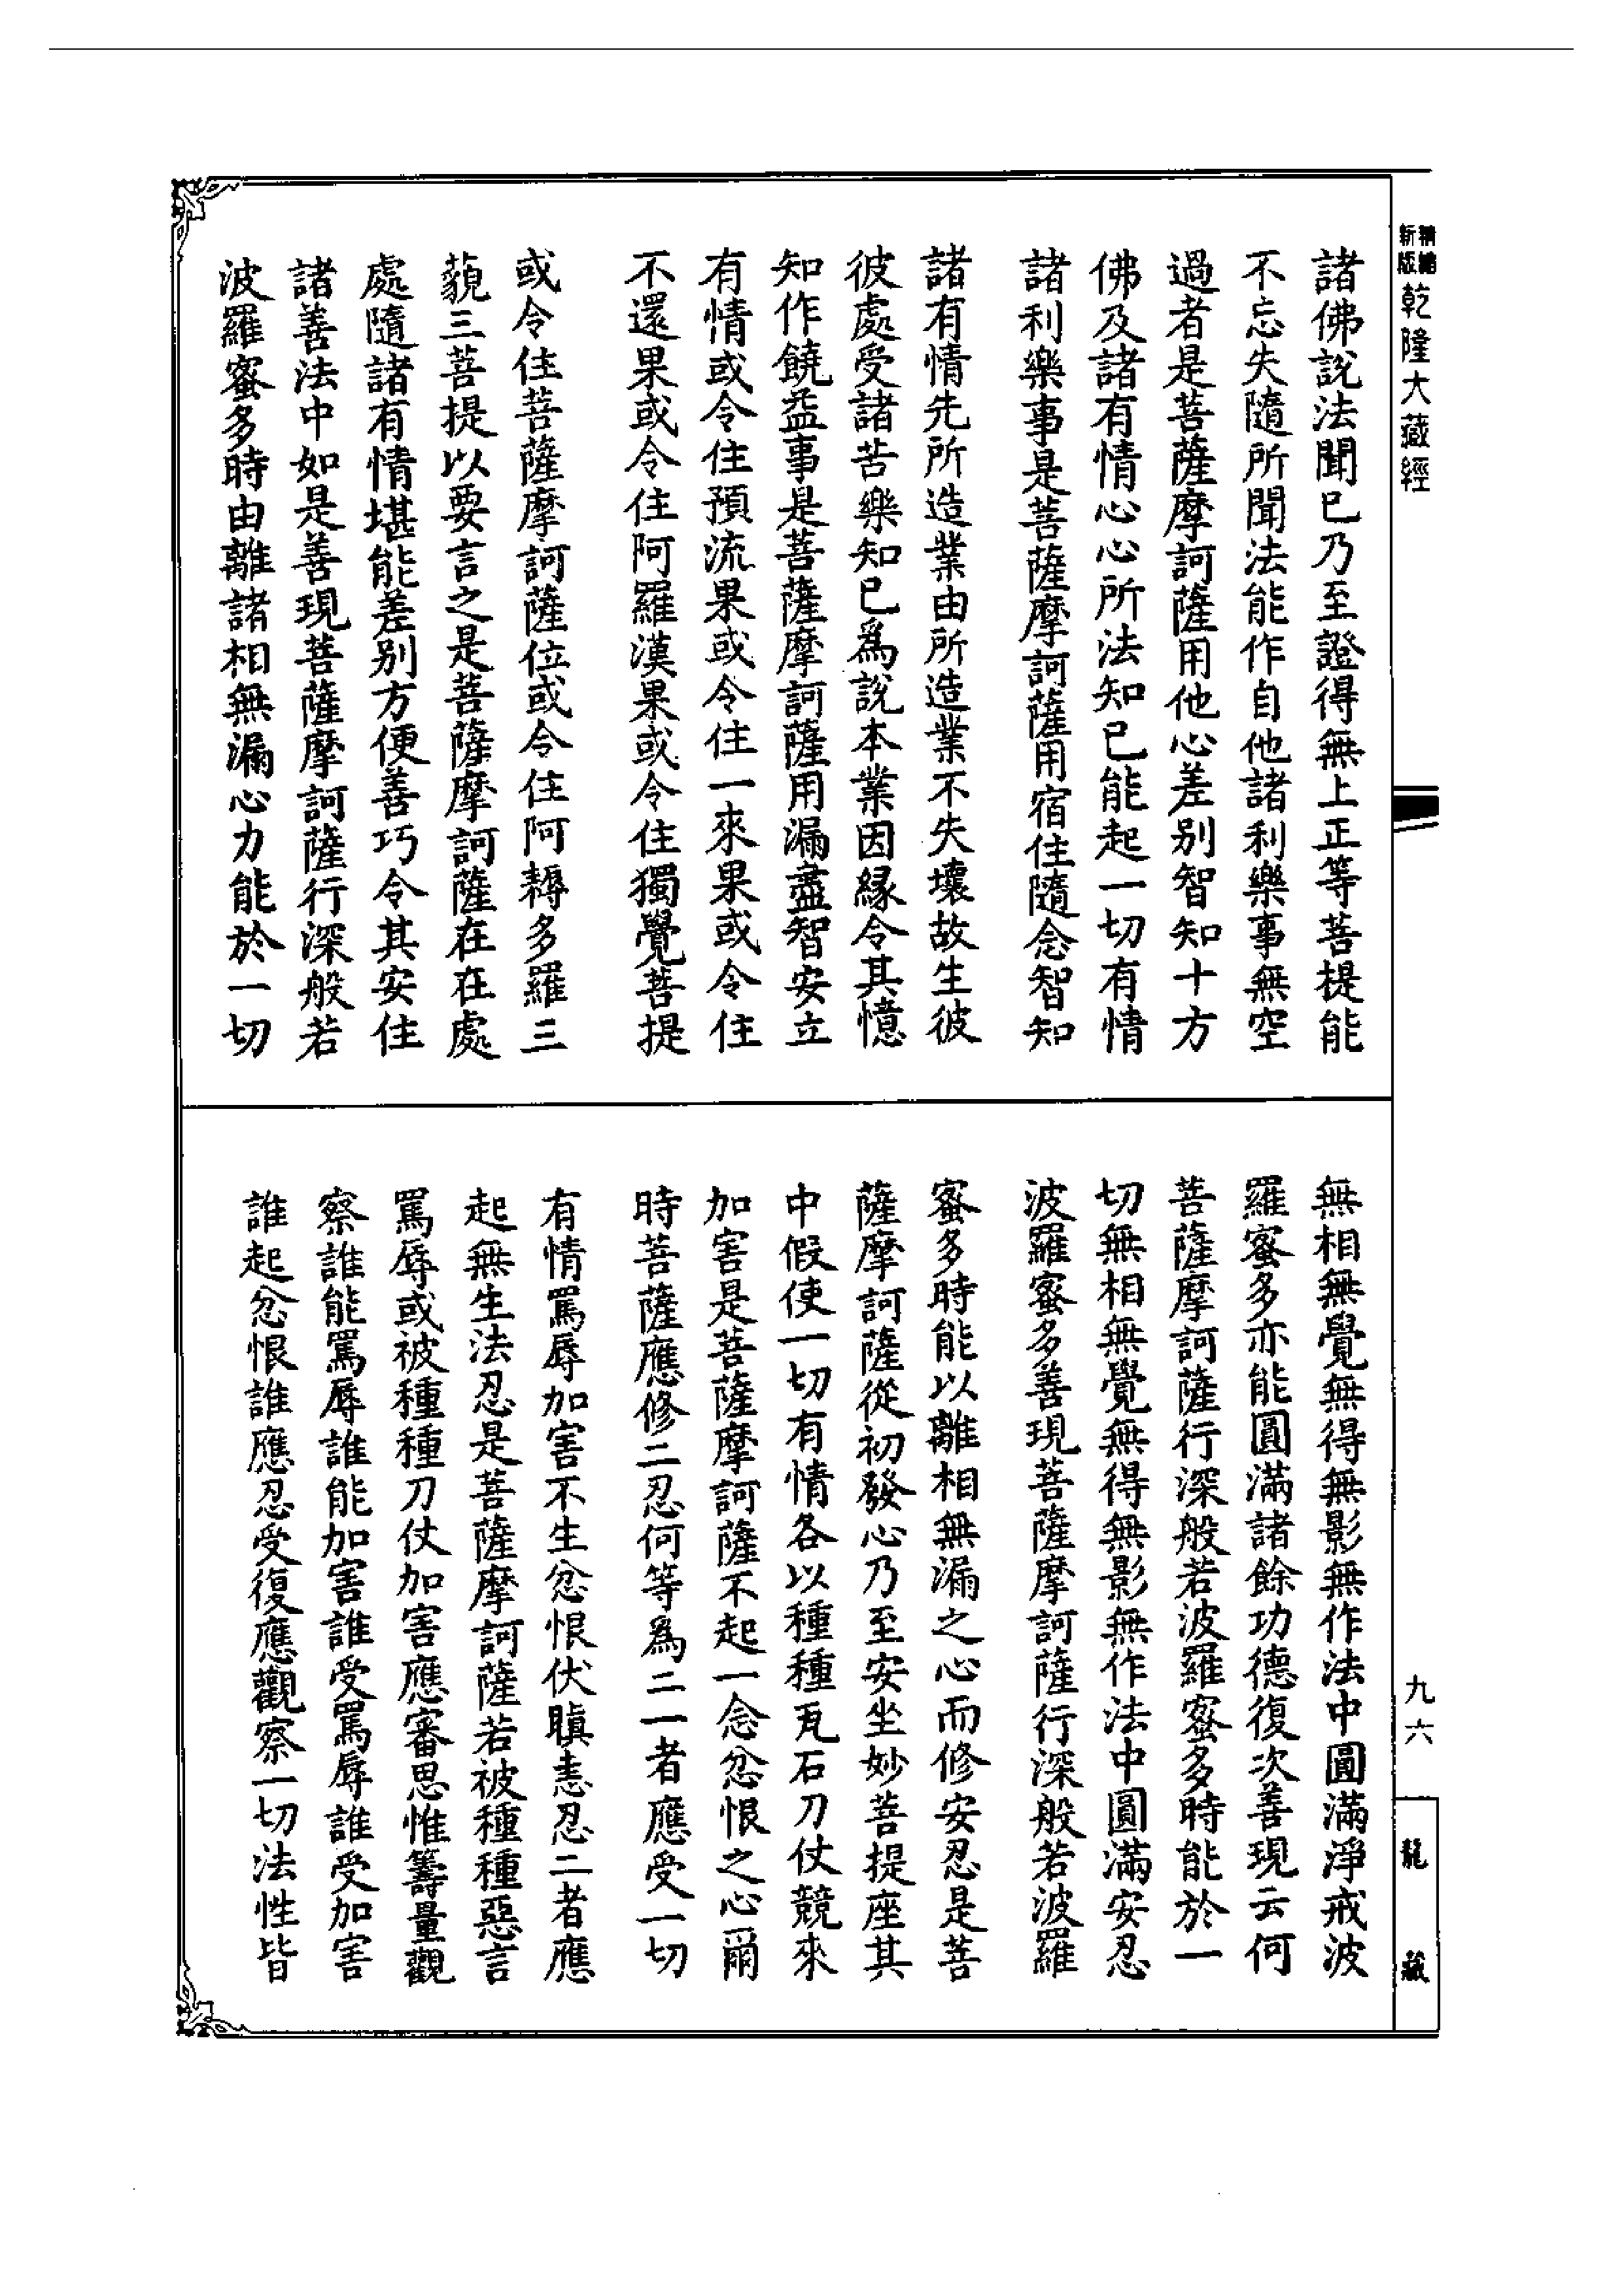 新版
精縮
乾隆大藏經
諸佛說法聞已乃至證得無上正等菩提能
不忘失隨所聞法能作自他諸利樂事無空
過者是菩薩摩訶薩用他心差別智知十方
佛及諸有情心心所法知已能起一切有情
諸利樂事是菩薩摩訶薩用宿住隨念智知
諸有情先所造業由所造業不失壞故生彼
彼處受諸苦樂知已為說本業因緣令其憶
知作饒益事是菩薩摩訶薩用漏盡智安立
有情或令住預流果或令住一來果或令住
不還果或令住阿羅漢果或令住獨覺菩提
或令住菩薩摩訶薩位或令住阿耨多羅三
藐三菩提以要言之是菩薩摩訶薩在在處
處隨諸有情堪能差別方便善巧令其安住
諸善法中如是善現菩薩摩訶薩行深般若
波羅蜜多時由離諸相無漏心力能於一切
無相無覺無得無影無作法中圓滿淨戒波
羅蜜多亦能圓滿諸餘功德復次善現云何
菩薩摩訶薩行深般若波羅蜜多時能於一
切無相無覺無得無影無作法中圓滿安忍
波羅蜜多善現菩薩摩訶薩行深般若波羅
蜜多時能以離相無漏之心而修安忍是菩
薩摩訶薩從初發心乃至安坐妙菩提座其
中假使一切有情各以種種瓦石刀仗競來
加害是菩薩摩訶薩不起一念忿恨之心爾
時菩薩應修二忍何等為二一者應受一切
有情罵辱加害不生忿恨伏瞋恚忍二者應
起無生法忍是菩薩摩訶薩若被種種惡言
罵辱或被種種刀仗加害應審思惟籌量觀
察誰能罵辱誰能加害誰受罵辱誰受加害
誰起忿恨誰應忍受復應觀察一切法性皆
九六
龍藏